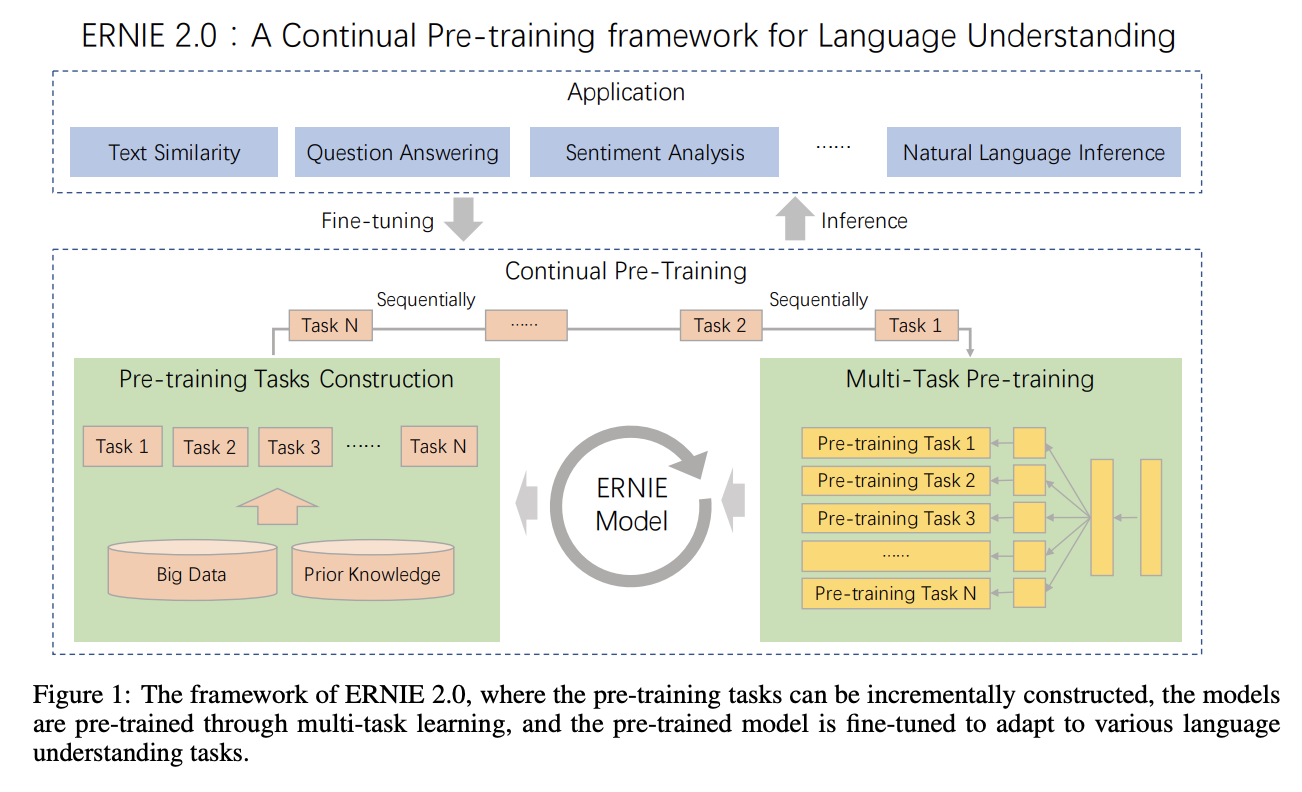 ERNIE 2.0 : A Continual Pre-training framework for Language Understanding
Application
Text Similarity
Question Answering
Sentiment Analysis
......
Natural Language Inference
Fine-tuning
Inference
Continual Pre-Training
Sequentially
Sequentially
Task N
......
Task 2
Task 1
Pre-training Tasks Construction
Task 1
Task 2
Task 3
......
Task N
Big Data
Prior Knowledge
ERNIE
Model
Multi-Task Pre-training
Pre-training Task 1
Pre-training Task 2
Pre-training Task 3
......
Pre-training Task N
Figure 1: The framework of ERNIE 2.0, where the pre-training tasks can be incrementally constructed, the models
are pre-trained through multi-task learning, and the pre-trained model is fine-tuned to adapt to various language
understanding tasks.